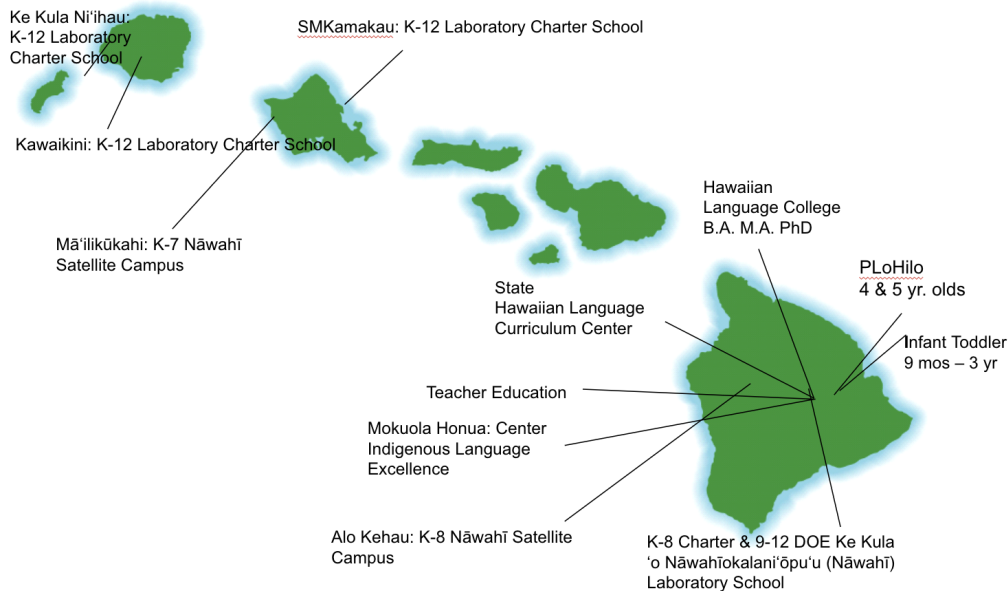 Ke Kula Niʻihau:
K-12 Laboratory
Charter School
SMKamakau: K-12 Laboratory Charter School
Kawaikini: K-12 Laboratory Charter School
Māʻilikūkahi: K-7 Nāwahī
Satellite Campus
Hawaiian
Language College
B.A. M.A. PhD
PLoHilo
4 & 5 yr. olds
State
Hawaiian Language
Curriculum Center
Infant Toddler
9 mos – 3 yr
Teacher Education
Mokuola Honua: Center
Indigenous Language
Excellence
Alo Kehau: K-8 Nāwahī Satellite
Campus
K-8 Charter & 9-12 DOE Ke Kula
ʻo Nāwahīokalaniʻōpuʻu (Nāwahī)
Laboratory School